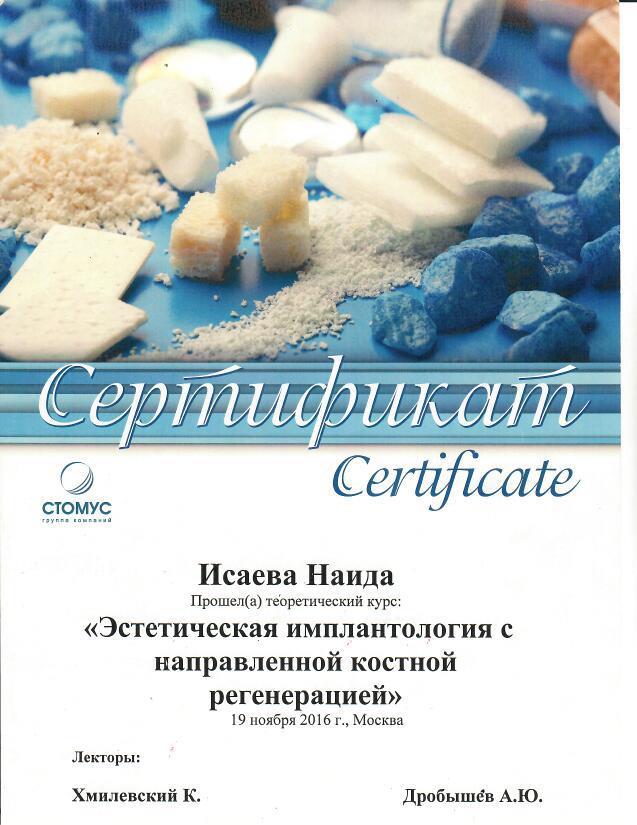 Сертификат
Certificate
СТОМУС
группа компаний
Исаева Наида
Прошел(а) теоретический курс:
«Эстетическая имплантология с
направленной костной
регенерацией»
19 ноября 2016 г., Москва
Лекторы:
Хмилевский К. Дробышев А.Ю.